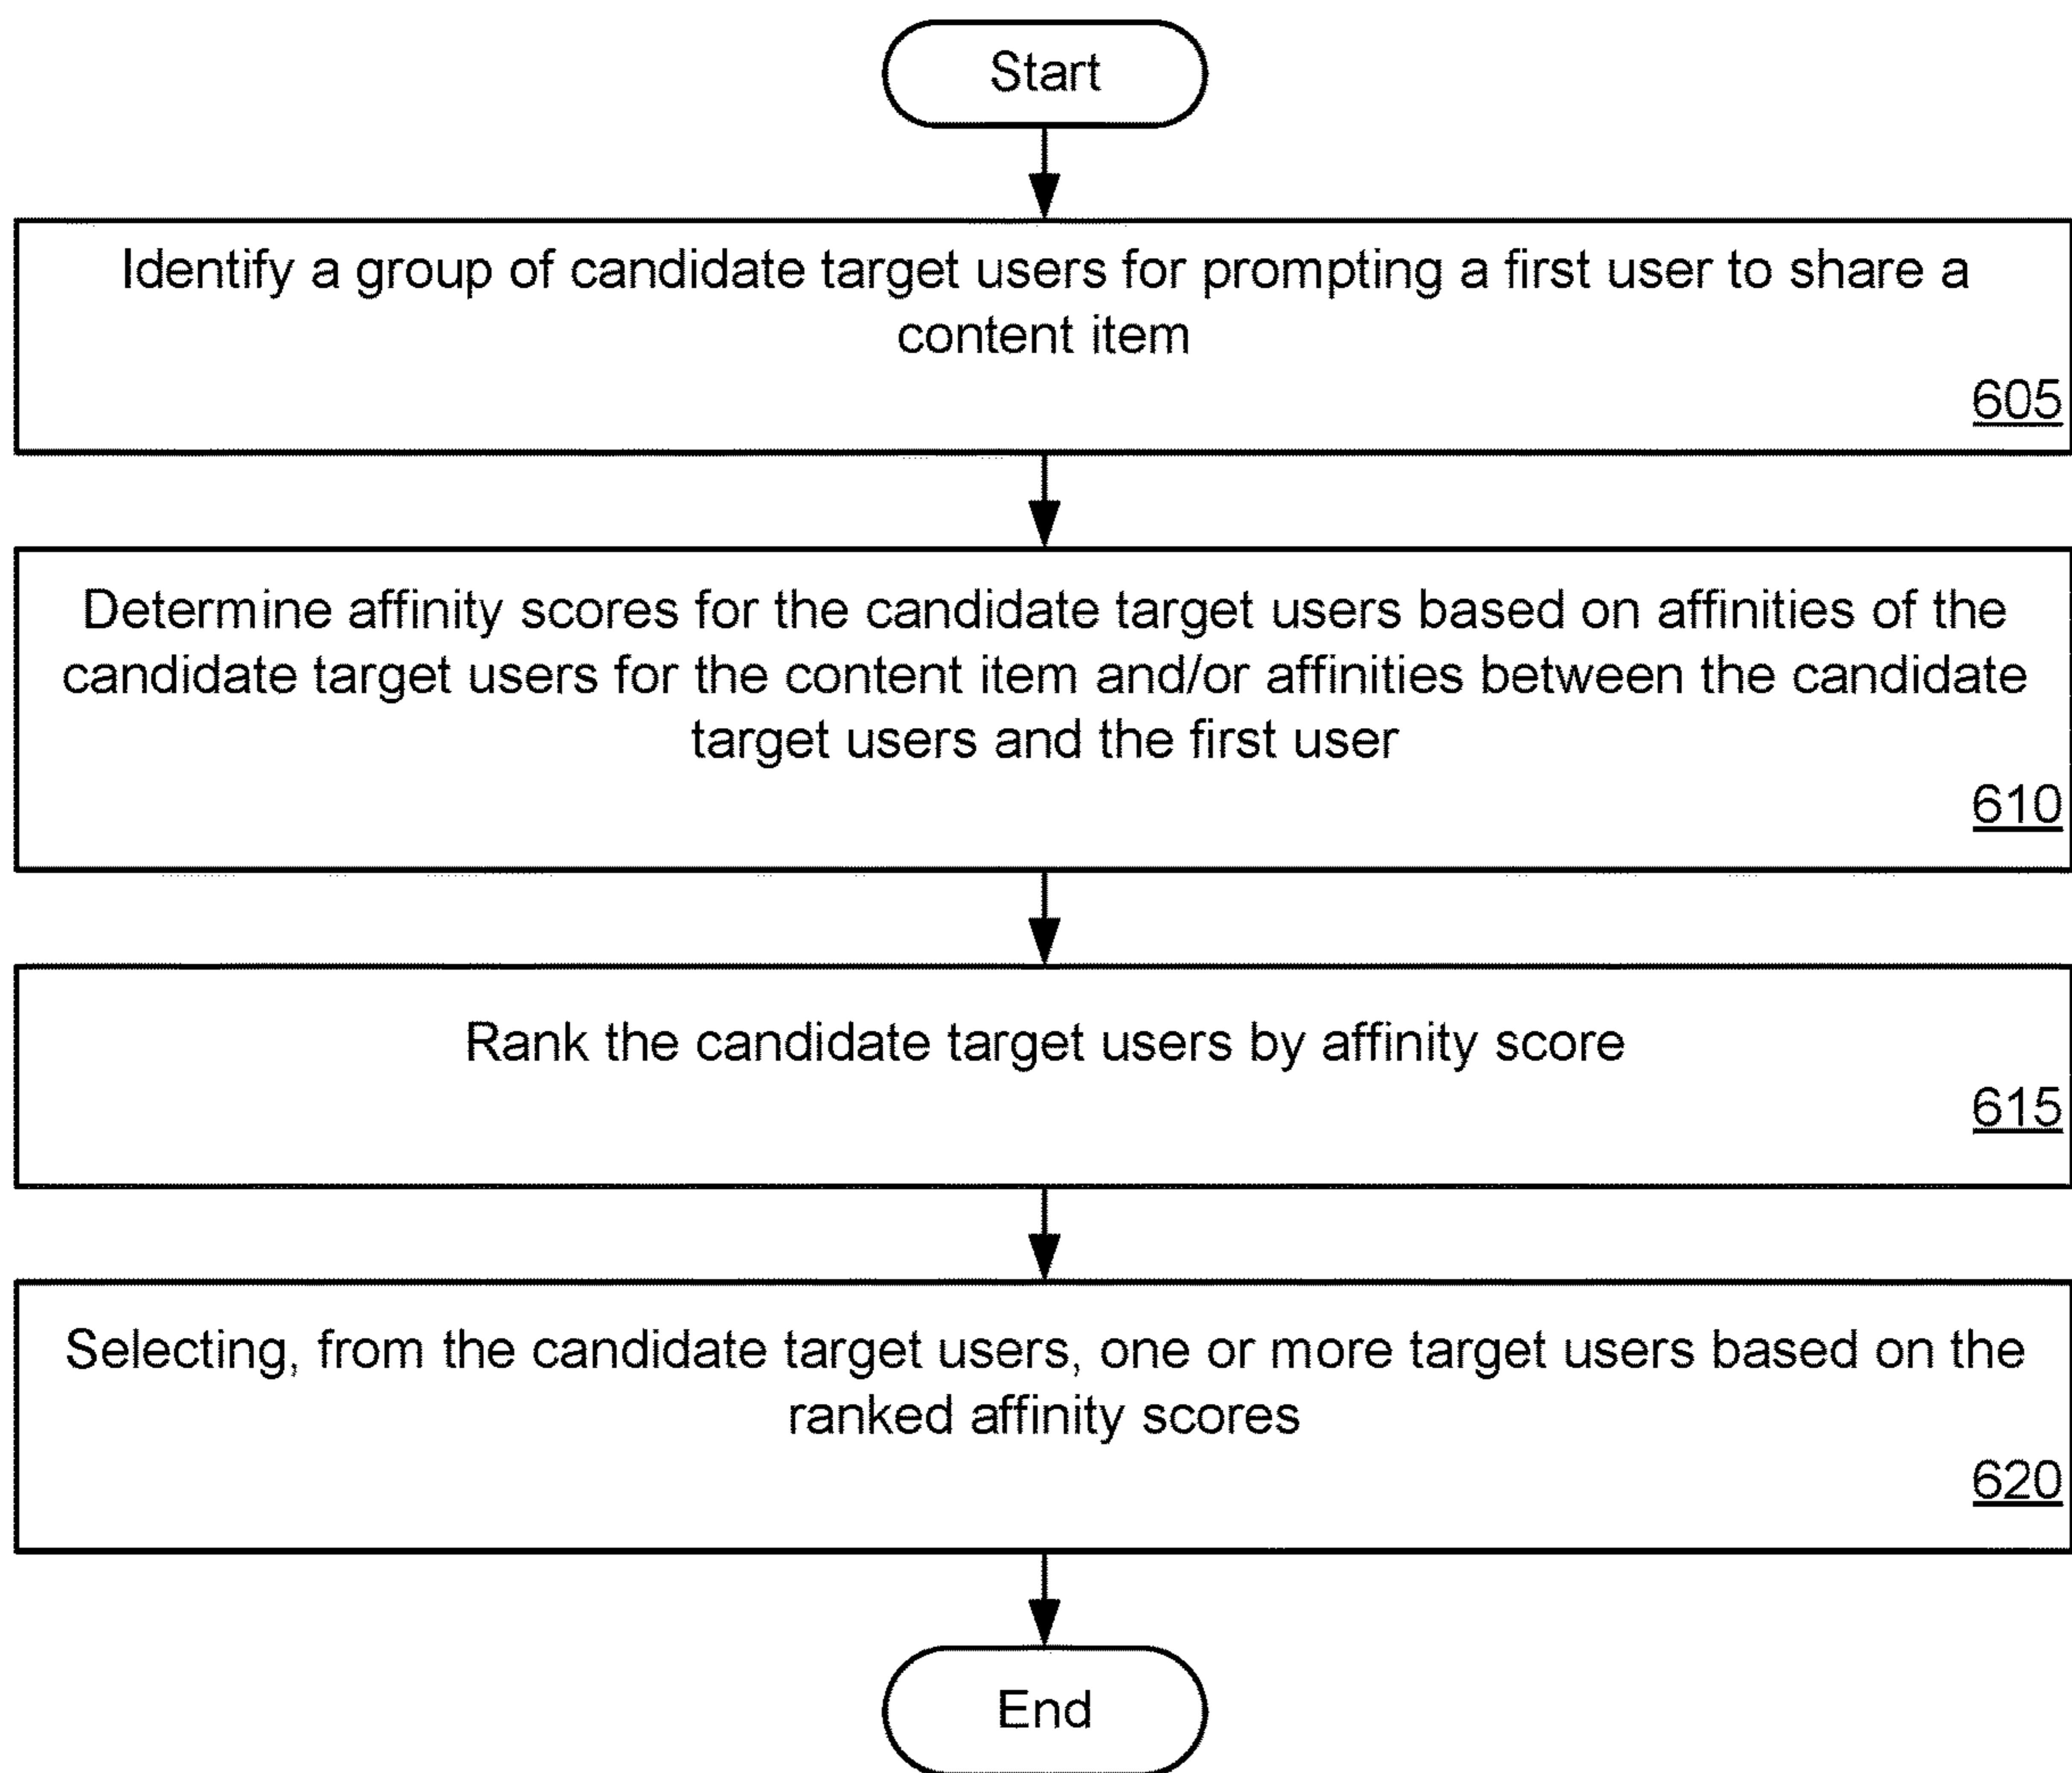 Start
Identify a group of candidate target users for prompting a first user to share a
content item
605
Determine affinity scores for the candidate target users based on affinities of the
candidate target users for the content item and/or affinities between the candidate
target users and the first user
610
Rank the candidate target users by affinity score
615
Selecting, from the candidate target users, one or more target users based on the
ranked affinity scores
620
End